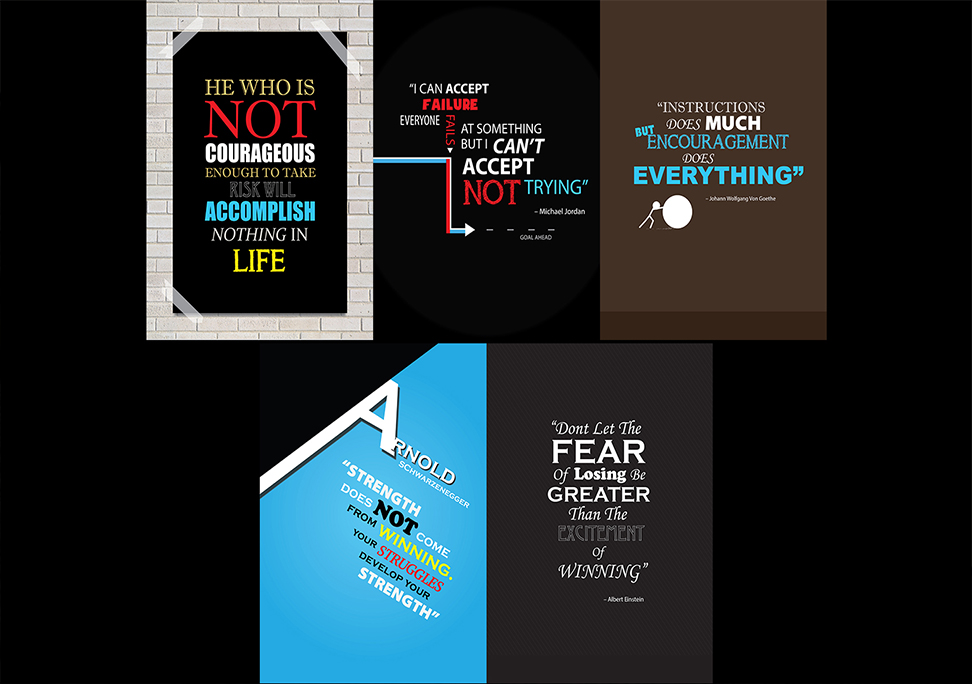 HE WHO IS
NOT
COURAGEOUS
ENOUGH TO TAKE
RISK WILL
ACCOMPLISH
NOTHING IN
LIFE
“I CAN ACCEPT
FAILURE
EVERYONE
FAILS
AT SOMETHING
BUT I CAN’T
ACCEPT
NOT TRYING”
– Michael Jordan
GOAL AHEAD
“INSTRUCTIONS
DOES MUCH
BUT
ENCOURAGEMENT
DOES
EVERYTHING”
– Johann Wolfgang Von Goethe
ARNOLD
SCHWARZENEGGER
“STRENGTH
DOES NOT COME
FROM WINNING.
YOUR STRUGGLES
DEVELOP YOUR
STRENGTH”
“Dont Let The
FEAR
Of Losing Be
GREATER
Than The
EXCITEMENT
Of
WINNING”
– Albert Einstein